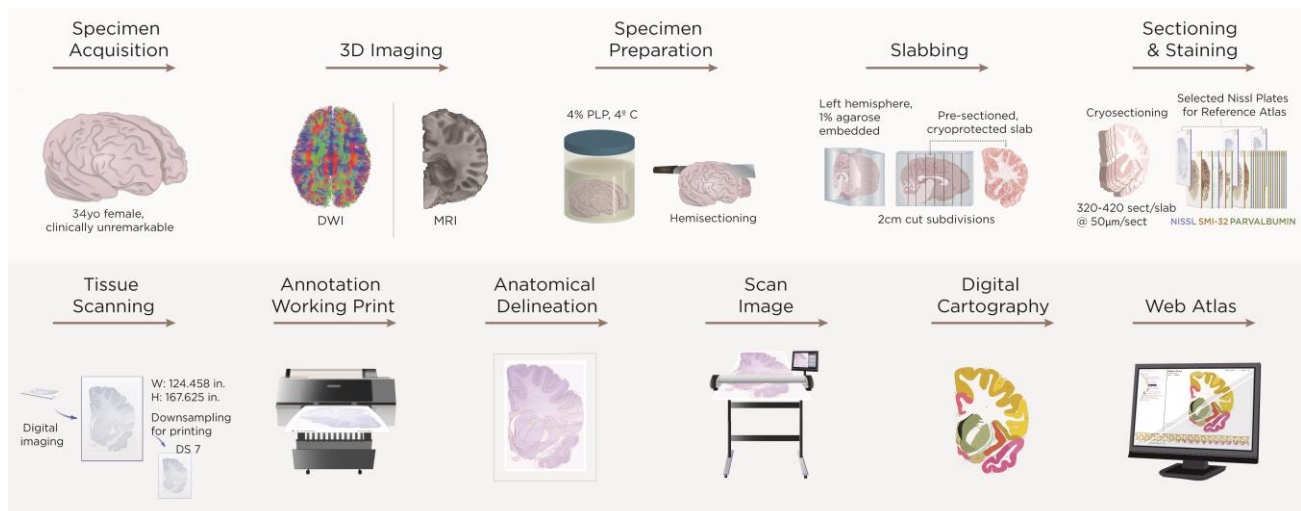 Specimen
Acquisition
3D Imaging
Specimen
Preparation
Slabbing
Sectioning
& Staining
34yo female,
clinically unremarkable
DWI
MRI
4% PLP, 4º C
Hemisectioning
Left hemisphere,
1% agarose
embedded
Pre-sectioned,
cryoprotected slab
2cm cut subdivisions
Cryosectioning
Selected Nissl Plates
for Reference Atlas
320-420 sect/slab
@ 50μm/sect
NISSL SMI-32 PARVALBUMIN
Tissue
Scanning
Annotation
Working Print
Anatomical
Delineation
Scan
Image
Digital
Cartography
Web Atlas
Digital
imaging
W: 124.458 in.
H: 167.625 in.
Downsampling
for printing
DS 7